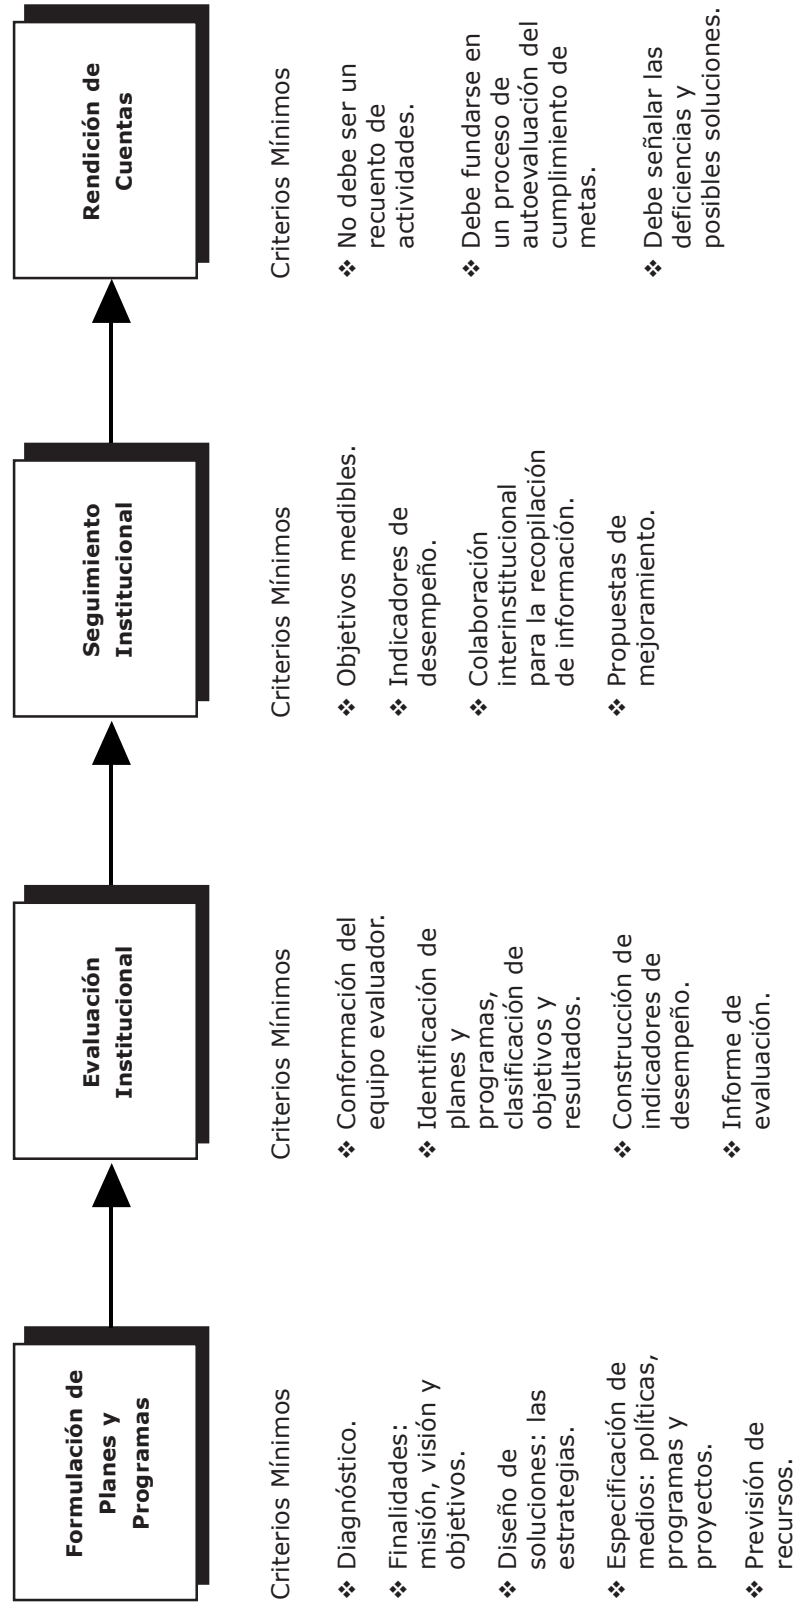 Formulación de
Planes y
Programas
Criterios Mínimos
❖ Diagnóstico.
❖ Finalidades:
misión, visión y
objetivos.
❖ Diseño de
soluciones: las
estrategias.
❖ Especificación de
medios: políticas,
programas y
proyectos.
❖ Previsión de
recursos.
Evaluación
Institucional
Criterios Mínimos
❖ Conformación del
equipo evaluador.
❖ Identificación de
planes y
programas,
clasificación de
objetivos y
resultados.
❖ Construcción de
indicadores de
desempeño.
❖ Informe de
evaluación.
Seguimiento
Institucional
Criterios Mínimos
❖ Objetivos medibles.
❖ Indicadores de
desempeño.
❖ Colaboración
interinstitucional
para la recopilación
de información.
❖ Propuestas de
mejoramiento.
Rendición de
Cuentas
Criterios Mínimos
❖ No debe ser un
recuento de
actividades.
❖ Debe fundarse en
un proceso de
autoevaluación del
cumplimiento de
metas.
❖ Debe señalar las
deficiencias y
posibles soluciones.